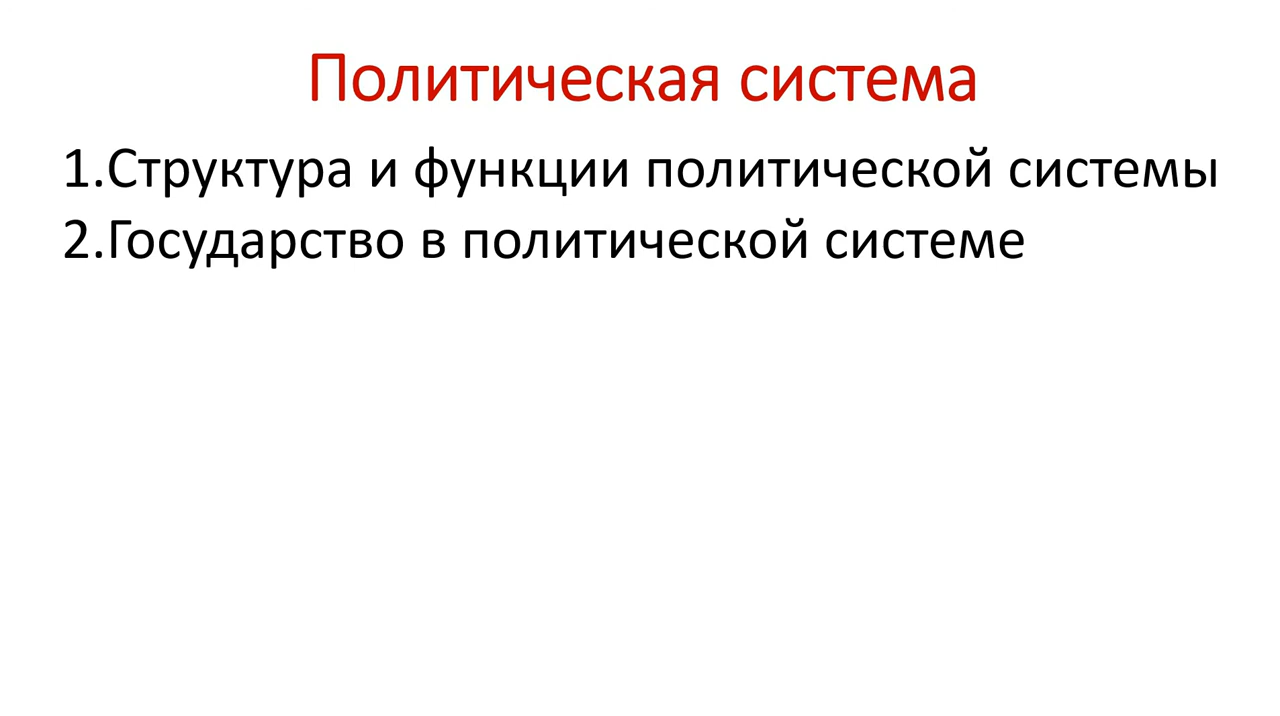 Политическая система
1.Структура и функции политической системы
2.Государство в политической системе